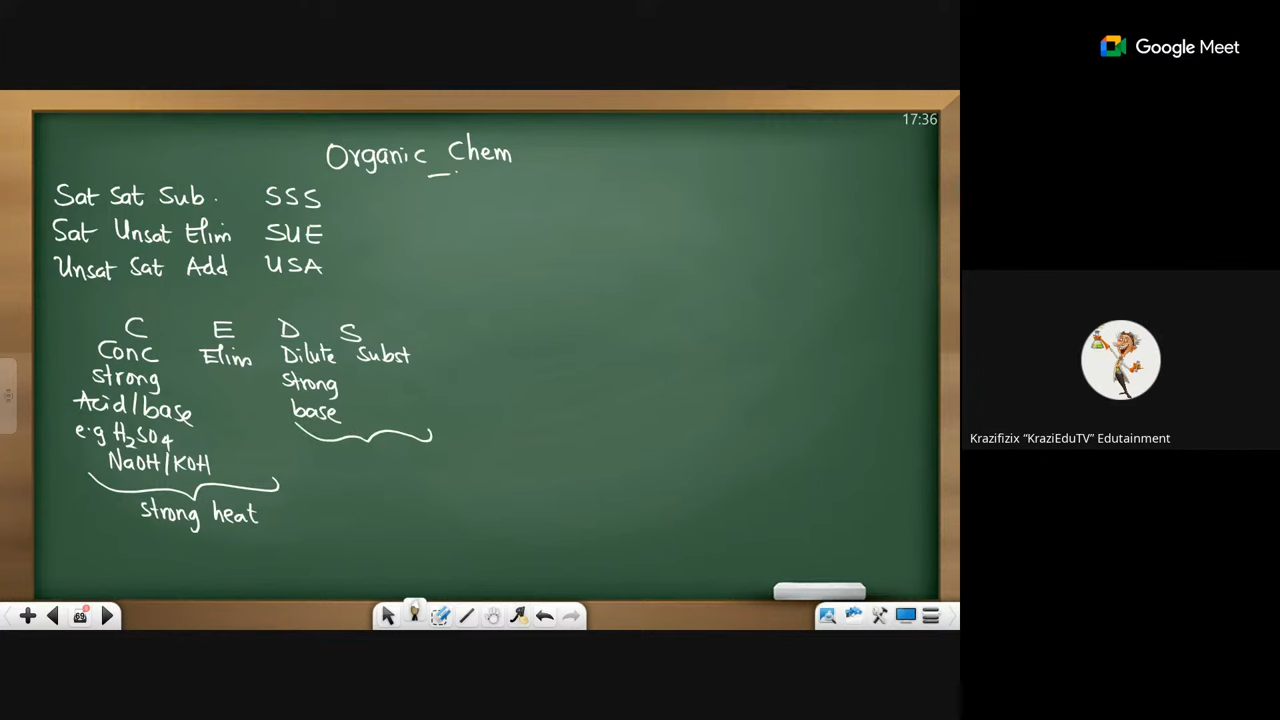 Google Meet
17:36
Organic Chem
Sat Sat Sub. SSS
Sat Unsat Elim SUE
Unsat Sat Add USA
C E D S
Conc Elim Dilute Subst
strong strong
Acid/base base
e.g H₂SO₄
NaOH/KOH
strong heat
Krazifizix “KraziEduTV” Edutainment